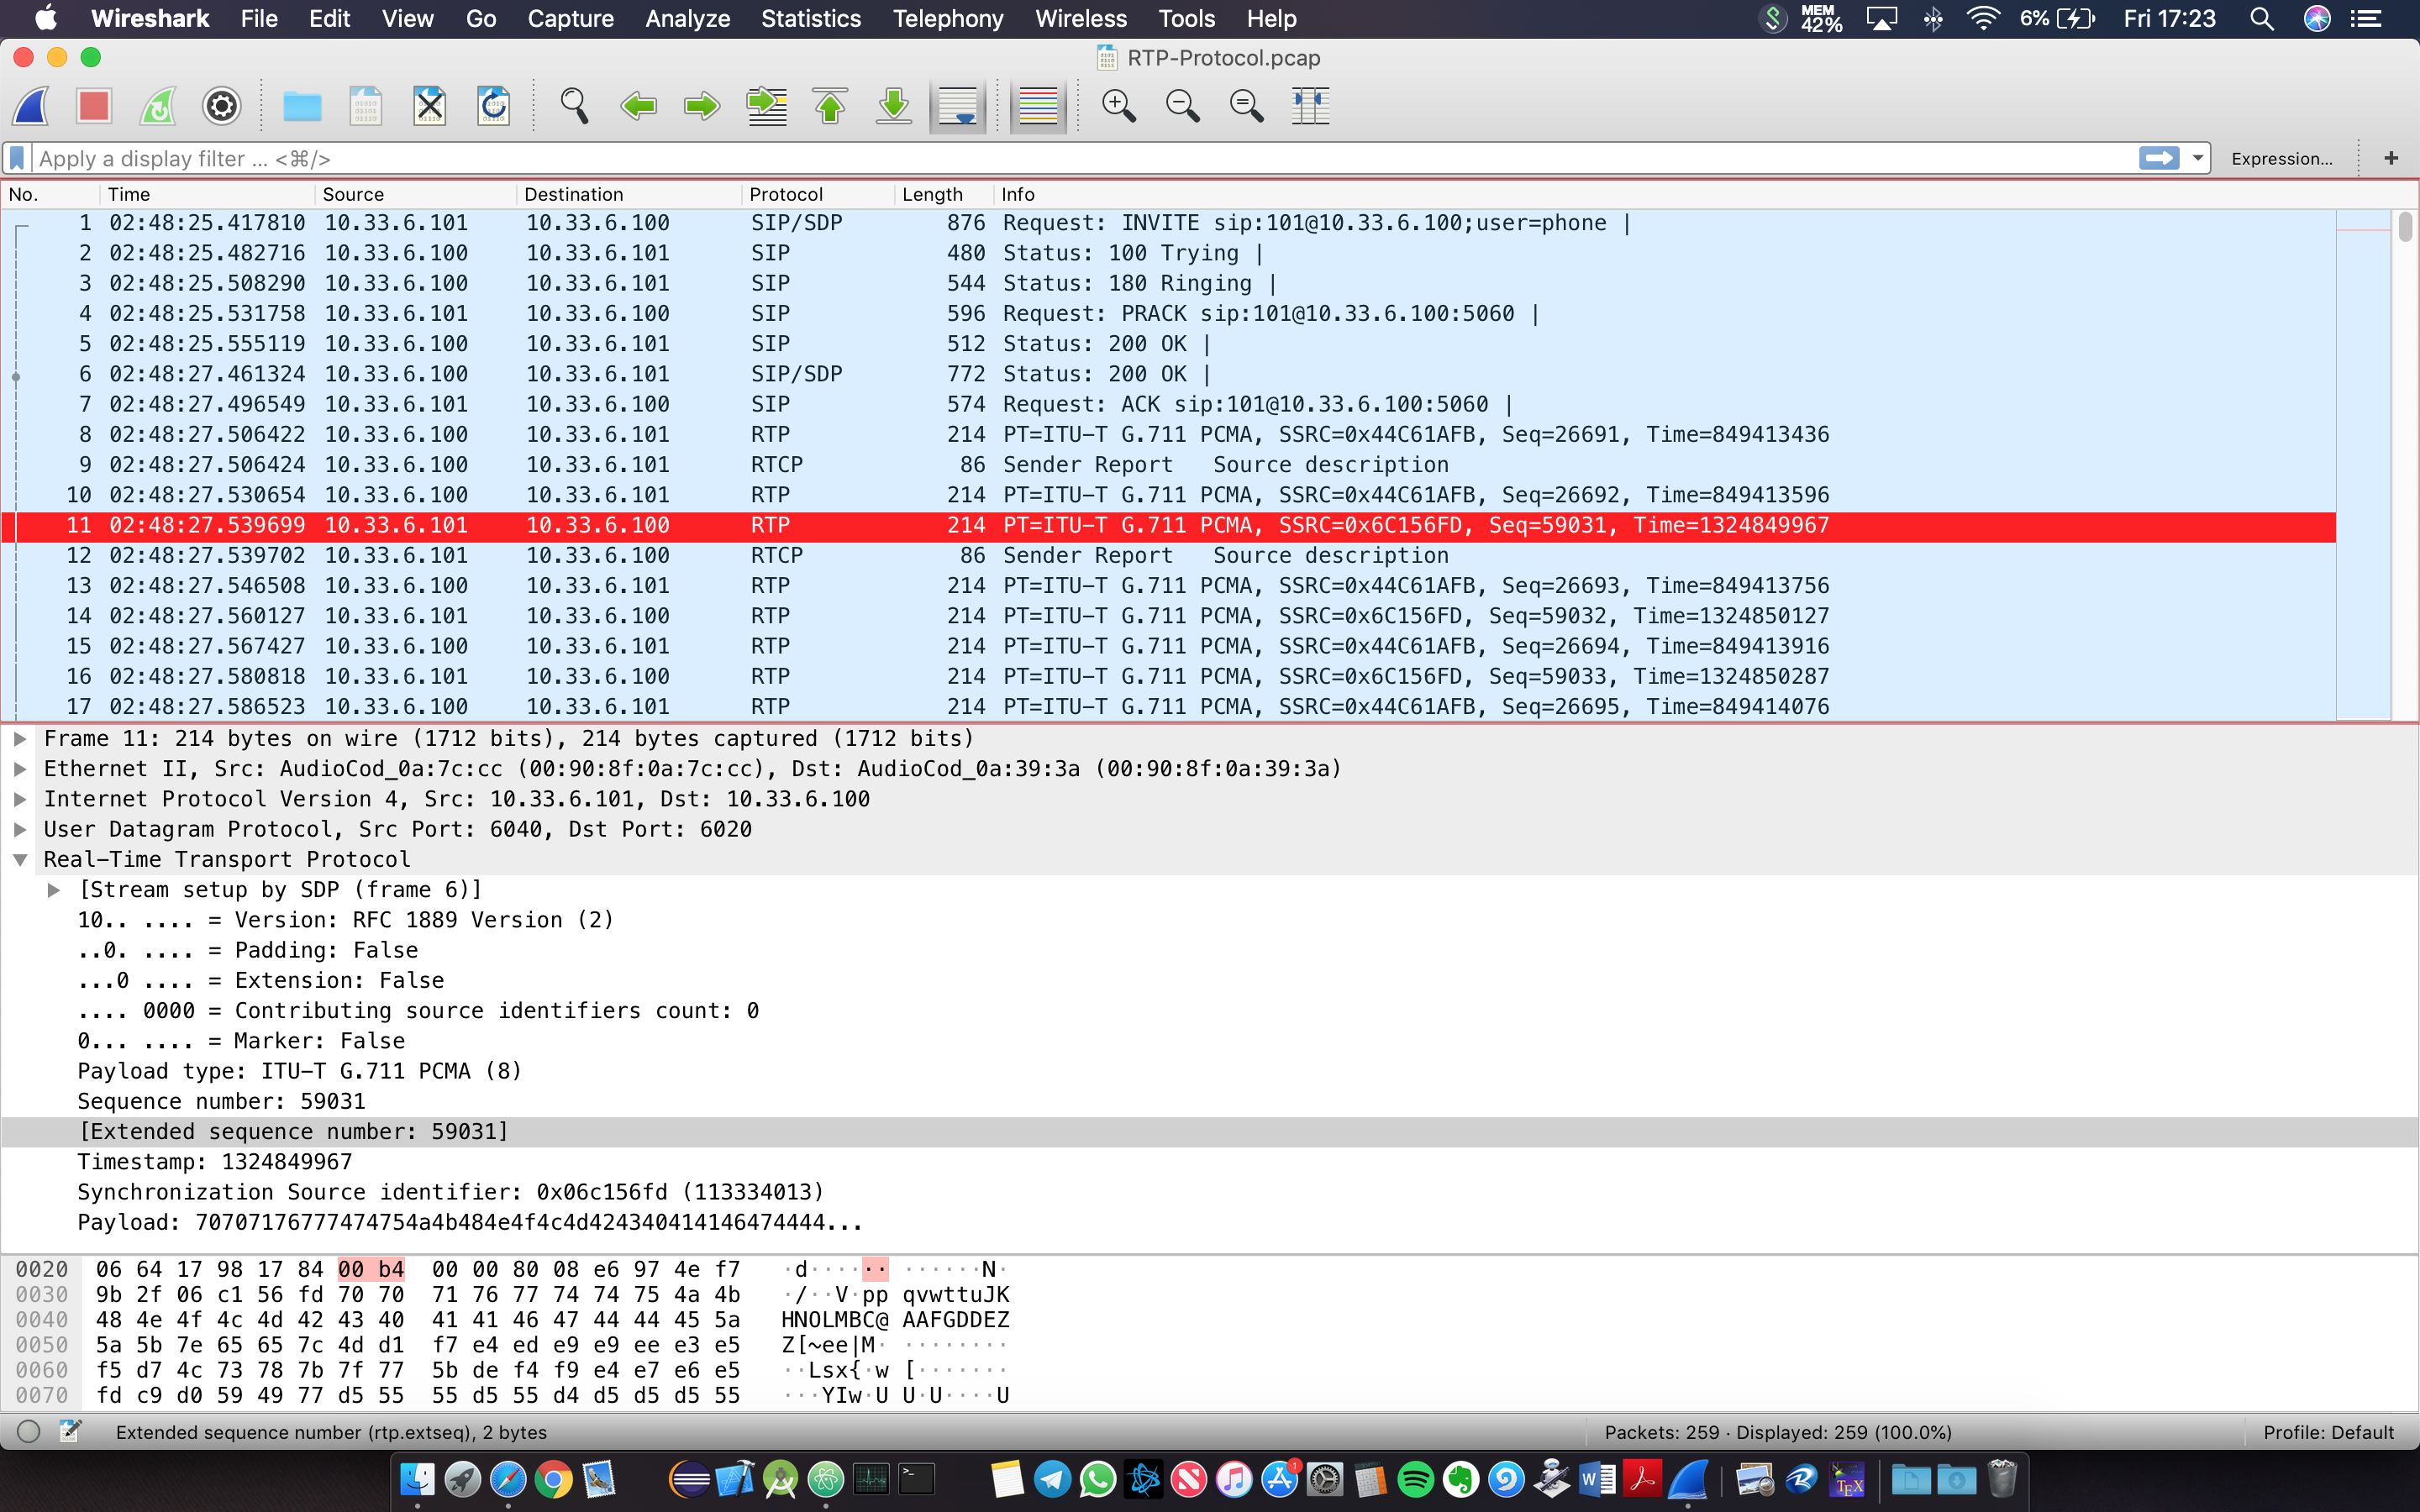 Wireshark File Edit View Go Capture Analyze Statistics Telephony Wireless Tools Help MEM 42% 6% Fri 17:23
RTP-Protocol.pcap
Apply a display filter ... <⌘/> Expression... +
No. Time Source Destination Protocol Length Info
1 02:48:25.417810 10.33.6.101 10.33.6.100 SIP/SDP 876 Request: INVITE sip:101@10.33.6.100;user=phone |
2 02:48:25.482716 10.33.6.100 10.33.6.101 SIP 480 Status: 100 Trying |
3 02:48:25.508290 10.33.6.100 10.33.6.101 SIP 544 Status: 180 Ringing |
4 02:48:25.531758 10.33.6.101 10.33.6.100 SIP 596 Request: PRACK sip:101@10.33.6.100:5060 |
5 02:48:25.555119 10.33.6.100 10.33.6.101 SIP 512 Status: 200 OK |
6 02:48:27.461324 10.33.6.100 10.33.6.101 SIP/SDP 772 Status: 200 OK |
7 02:48:27.496549 10.33.6.101 10.33.6.100 SIP 574 Request: ACK sip:101@10.33.6.100:5060 |
8 02:48:27.506422 10.33.6.100 10.33.6.101 RTP 214 PT=ITU-T G.711 PCMA, SSRC=0x44C61AFB, Seq=26691, Time=849413436
9 02:48:27.506424 10.33.6.100 10.33.6.101 RTCP 86 Sender Report Source description
10 02:48:27.530654 10.33.6.100 10.33.6.101 RTP 214 PT=ITU-T G.711 PCMA, SSRC=0x44C61AFB, Seq=26692, Time=849413596
11 02:48:27.539699 10.33.6.101 10.33.6.100 RTP 214 PT=ITU-T G.711 PCMA, SSRC=0x6C156FD, Seq=59031, Time=1324849967
12 02:48:27.539702 10.33.6.101 10.33.6.100 RTCP 86 Sender Report Source description
13 02:48:27.546508 10.33.6.100 10.33.6.101 RTP 214 PT=ITU-T G.711 PCMA, SSRC=0x44C61AFB, Seq=26693, Time=849413756
14 02:48:27.560127 10.33.6.101 10.33.6.100 RTP 214 PT=ITU-T G.711 PCMA, SSRC=0x6C156FD, Seq=59032, Time=1324850127
15 02:48:27.567427 10.33.6.100 10.33.6.101 RTP 214 PT=ITU-T G.711 PCMA, SSRC=0x44C61AFB, Seq=26694, Time=849413916
16 02:48:27.580818 10.33.6.101 10.33.6.100 RTP 214 PT=ITU-T G.711 PCMA, SSRC=0x6C156FD, Seq=59033, Time=1324850287
17 02:48:27.586523 10.33.6.100 10.33.6.101 RTP 214 PT=ITU-T G.711 PCMA, SSRC=0x44C61AFB, Seq=26695, Time=849414076
Frame 11: 214 bytes on wire (1712 bits), 214 bytes captured (1712 bits)
Ethernet II, Src: AudioCod_0a:7c:cc (00:90:8f:0a:7c:cc), Dst: AudioCod_0a:39:3a (00:90:8f:0a:39:3a)
Internet Protocol Version 4, Src: 10.33.6.101, Dst: 10.33.6.100
User Datagram Protocol, Src Port: 6040, Dst Port: 6020
Real-Time Transport Protocol
[Stream setup by SDP (frame 6)]
10.. .... = Version: RFC 1889 Version (2)
..0. .... = Padding: False
...0 .... = Extension: False
.... 0000 = Contributing source identifiers count: 0
0... .... = Marker: False
Payload type: ITU-T G.711 PCMA (8)
Sequence number: 59031
[Extended sequence number: 59031]
Timestamp: 1324849967
Synchronization Source identifier: 0x06c156fd (113334013)
Payload: 70707176777474754a4b484e4f4c4d424340414146474444...
0020 06 64 17 98 17 84 00 b4 00 00 80 08 e6 97 4e f7 ·d···· ·· ······N·
0030 9b 2f 06 c1 56 fd 70 70 71 76 77 74 74 75 4a 4b ·/··V·pp qvwttuJK
0040 48 4e 4f 4c 4d 42 43 40 41 41 46 47 44 44 45 5a HNOLMBC@ AAFGDDEZ
0050 5a 5b 7e 65 65 7c 4d d1 f7 e4 ed e9 e9 ee e3 e5 Z[~ee|M· ········
0060 f5 d7 4c 73 78 7b 7f 77 5b de f4 f9 e4 e7 e6 e5 ··Lsx{·w [·······
0070 fd c9 d0 59 49 77 d5 55 55 d5 55 d4 d5 d5 d5 55 ···YIw·U U·U····U
Extended sequence number (rtp.extseq), 2 bytes Packets: 259 · Displayed: 259 (100.0%) Profile: Default